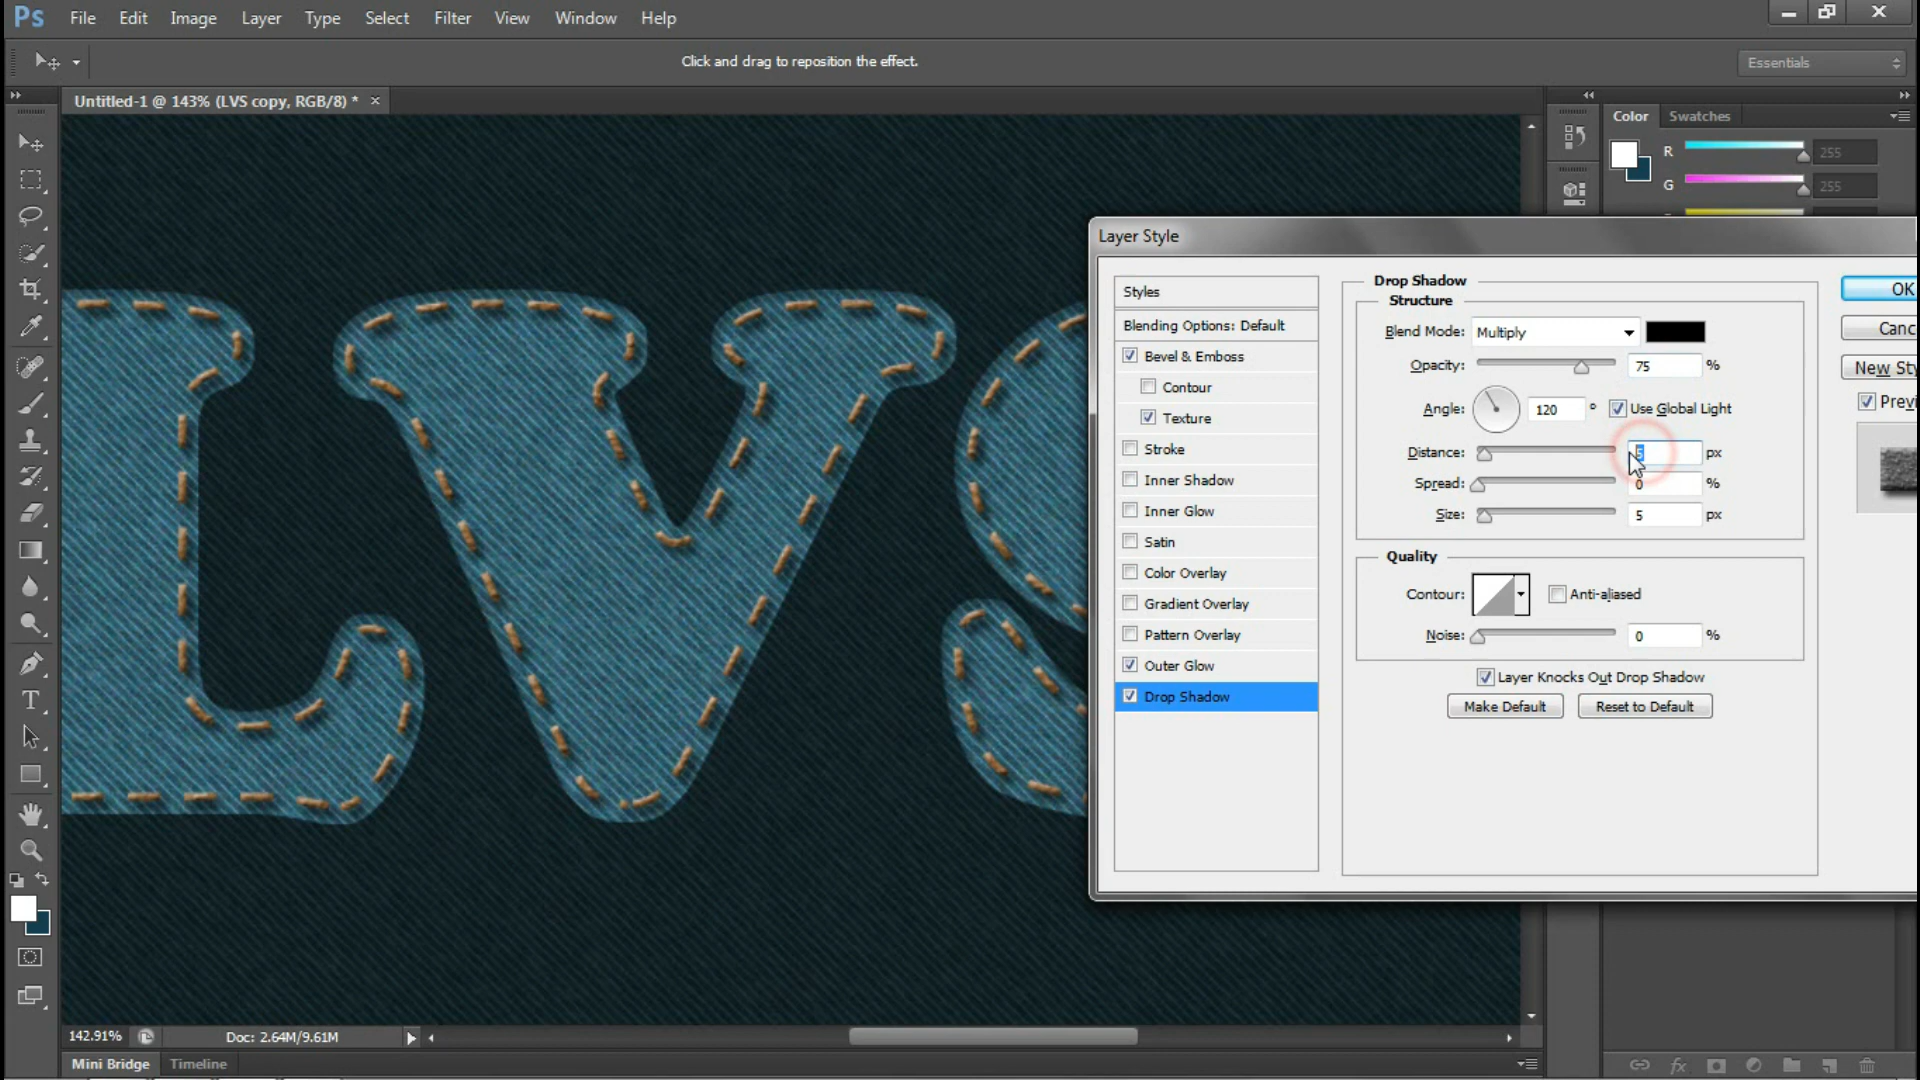 Ps File Edit Image Layer Type Select Filter View Window Help
Click and drag to reposition the effect.
Essentials
Untitled-1 @ 143% (LVS copy, RGB/8) * ×
Color Swatches
R 255
G 255
LVS
Layer Style
Styles
Blending Options: Default
Bevel & Emboss
Contour
Texture
Stroke
Inner Shadow
Inner Glow
Satin
Color Overlay
Gradient Overlay
Pattern Overlay
Outer Glow
Drop Shadow
Drop Shadow
Structure
Blend Mode: Multiply
Opacity: 75 %
Angle: 120 ° Use Global Light
Distance: 5 px
Spread: 0 %
Size: 5 px
Quality
Contour: Anti-aliased
Noise: 0 %
Layer Knocks Out Drop Shadow
Make Default Reset to Default
OK
Canc
New Sty
Previ
T
142.91% Doc: 2.64M/9.61M
Mini Bridge Timeline
fx